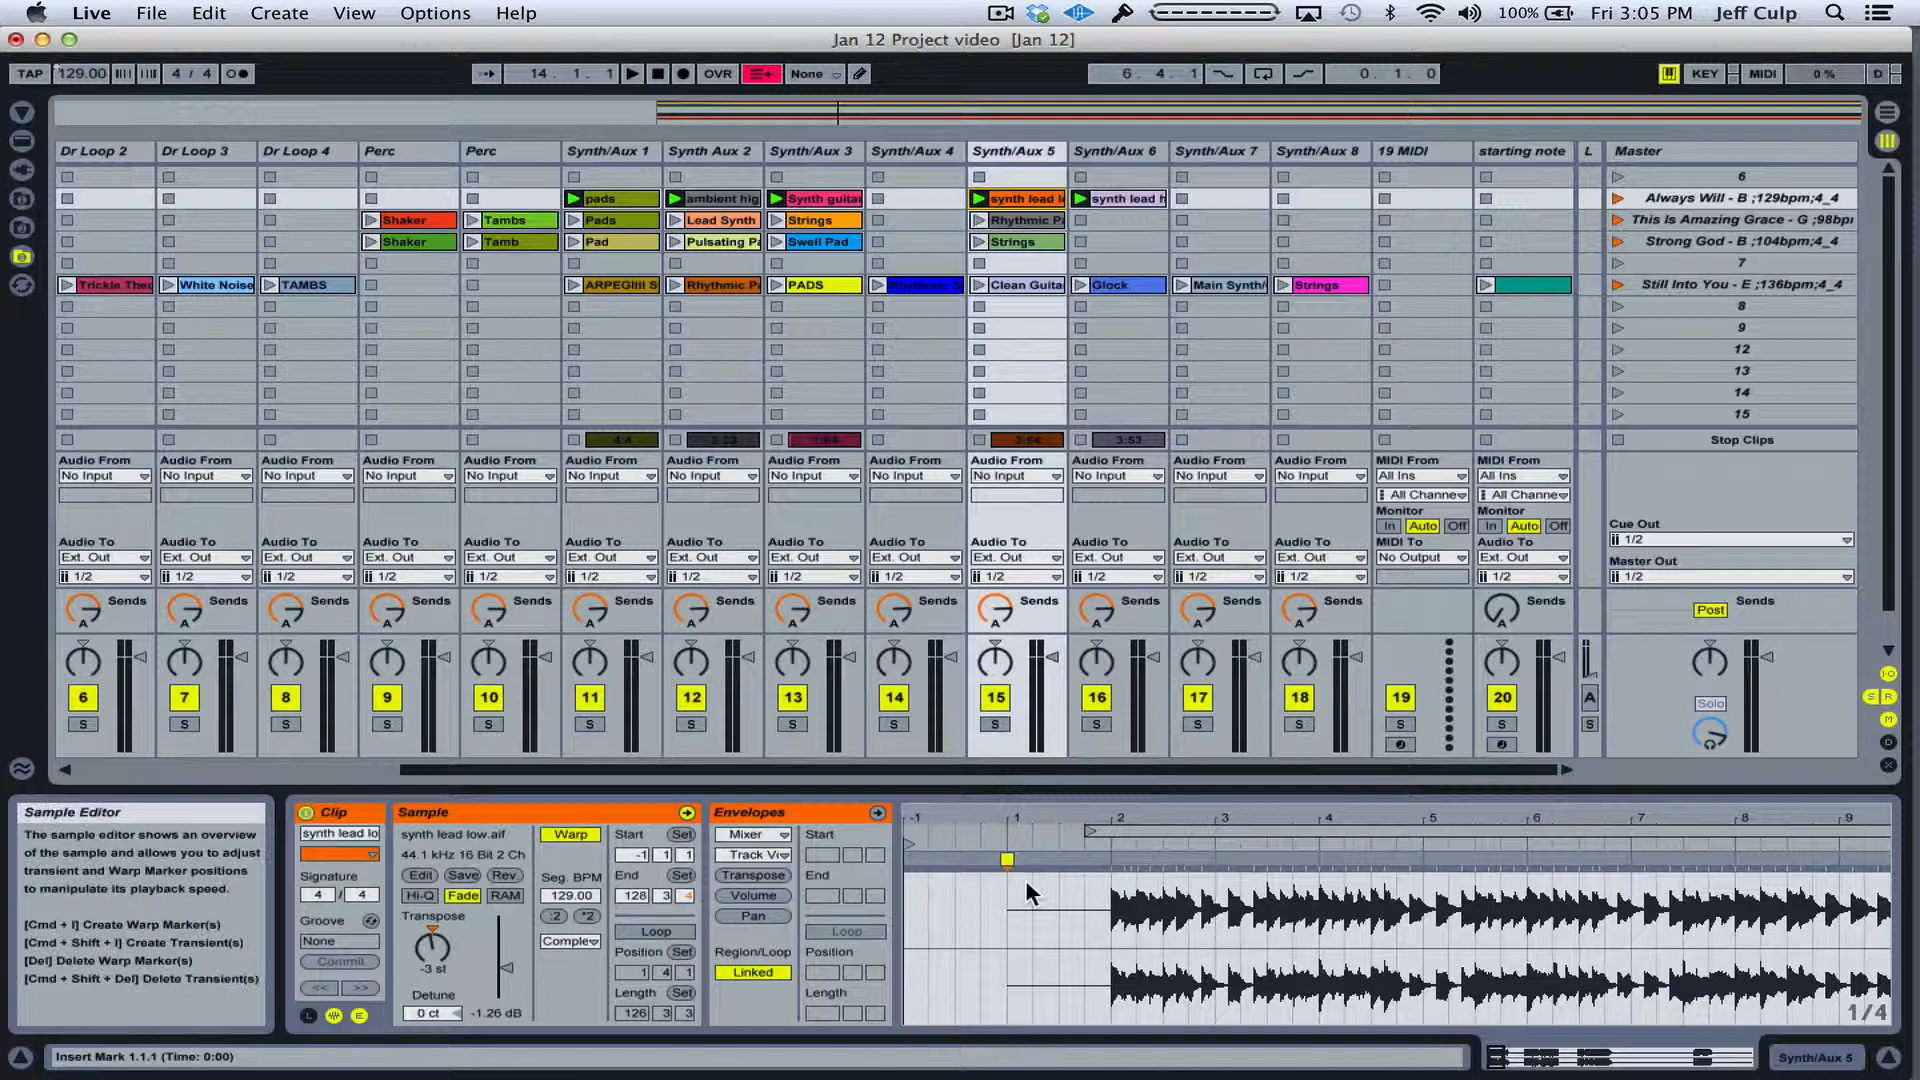 Live File Edit Create View Options Help 100% Fri 3:05 PM Jeff Culp
Jan 12 Project video [Jan 12]
TAP 129.00 4 / 4 14. 1. 1 OVR None 6. 4. 1 0. 1. 0 KEY MIDI 0 % D
Dr Loop 2 Dr Loop 3 Dr Loop 4 Perc Perc Synth/Aux 1 Synth Aux 2 Synth/Aux 3 Synth/Aux 4 Synth/Aux 5 Synth/Aux 6 Synth/Aux 7 Synth/Aux 8 19 MIDI starting note L Master
6
pads ambient hig Synth guitar synth lead l synth lead h Always Will - B ;129bpm;4_4
Shaker Tambs Pads Lead Synth Strings Rhythmic Pa This Is Amazing Grace - G ;98bp
Shaker Tamb Pad Pulsating Pa Swell Pad Strings Strong God - B ;104bpm;4_4
7
White Noise TAMBS ARPEGIIII S Rhythmic Pa PADS Clean Guita Glock Main Synth/ Strings Still Into You - E ;136bpm;4_4
8
9
12
13
14
15
4:4 3:53 Stop Clips
Audio From Audio From Audio From Audio From Audio From Audio From Audio From Audio From Audio From Audio From Audio From Audio From Audio From MIDI From MIDI From
No Input No Input No Input No Input No Input No Input No Input No Input No Input No Input No Input No Input No Input All Ins All Ins
All Channe All Channe
Monitor Monitor
In Auto Off In Auto Off Cue Out
Audio To Audio To Audio To Audio To Audio To Audio To Audio To Audio To Audio To Audio To Audio To Audio To Audio To MIDI To Audio To 1/2
Ext. Out Ext. Out Ext. Out Ext. Out Ext. Out Ext. Out Ext. Out Ext. Out Ext. Out Ext. Out Ext. Out Ext. Out Ext. Out No Output Ext. Out Master Out
1/2 1/2 1/2 1/2 1/2 1/2 1/2 1/2 1/2 1/2 1/2 1/2 1/2 1/2 1/2
Sends Sends Sends Sends Sends Sends Sends Sends Sends Sends Sends Sends Sends Sends Sends
A A A A A A A A A A A A A A Post
6 7 8 9 10 11 12 13 14 15 16 17 18 19 20 A
S S S S S S S S S S S S S S S S Solo
Sample Editor
The sample editor shows an overview
of the sample and allows you to adjust
transient and Warp Marker positions
to manipulate its playback speed.
[Cmd + I] Create Warp Marker(s)
[Cmd + Shift + I] Create Transient(s)
[Del] Delete Warp Marker(s)
[Cmd + Shift + Del] Delete Transient(s)
Clip
synth lead lo
Signature
4 / 4
Groove
None
Commit
<< >>
L E
Sample
synth lead low.aif
44.1 kHz 16 Bit 2 Ch
Edit Save Rev.
Hi-Q Fade RAM
Transpose
-3 st
Detune
0 ct -1.26 dB
Warp
Seg. BPM
129.00
:2 *2
Comple
Start Set
-1 1 1
End Set
128 3 4
Loop
Position Set
1 4 1
Length Set
126 3 3
Envelopes
Mixer
Track V
Transpose
Volume
Pan
Region/Loop
Linked
Start
End
Loop
Position
Length
-1 1 2 3 4 5 6 7 8 9
1/4
Insert Mark 1.1.1 (Time: 0:00) Synth/Aux 5